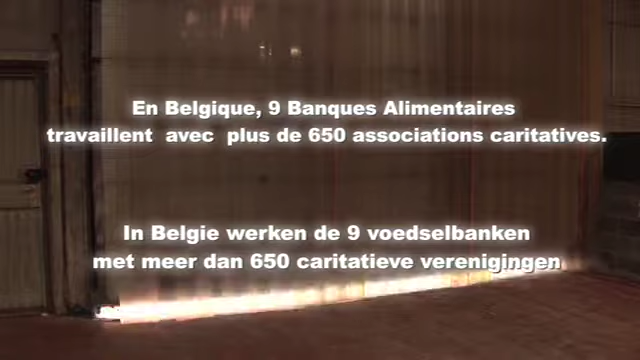 En Belgique, 9 Banques Alimentaires
travaillent avec plus de 650 associations caritatives.
In Belgie werken de 9 voedselbanken
met meer dan 650 caritatieve verenigingen